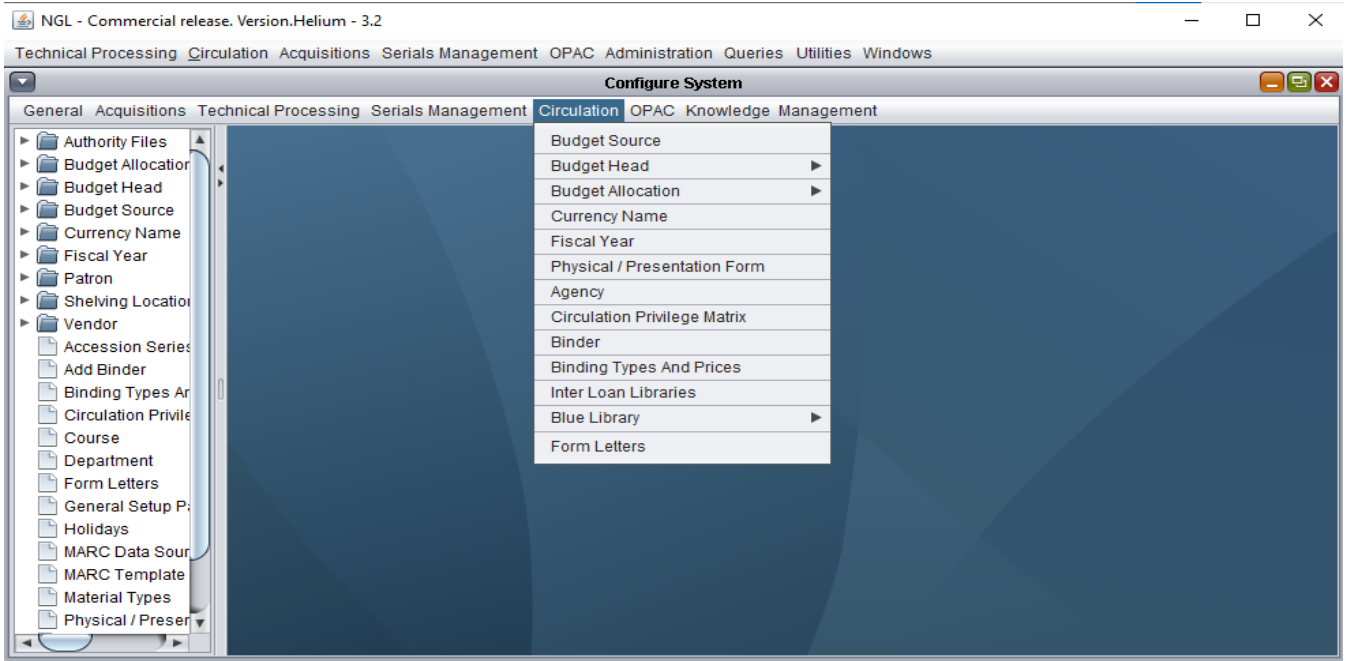 NGL - Commercial release. Version.Helium - 3.2
Technical Processing Circulation Acquisitions Serials Management OPAC Administration Queries Utilities Windows
Configure System
General Acquisitions Technical Processing Serials Management Circulation OPAC Knowledge Management
Authority Files
Budget Allocation
Budget Head
Budget Source
Currency Name
Fiscal Year
Patron
Shelving Location
Vendor
Accession Series
Add Binder
Binding Types Ar
Circulation Privile
Course
Department
Form Letters
General Setup Pa
Holidays
MARC Data Sour
MARC Template
Material Types
Physical / Presen
Budget Source
Budget Head
Budget Allocation
Currency Name
Fiscal Year
Physical / Presentation Form
Agency
Circulation Privilege Matrix
Binder
Binding Types And Prices
Inter Loan Libraries
Blue Library
Form Letters